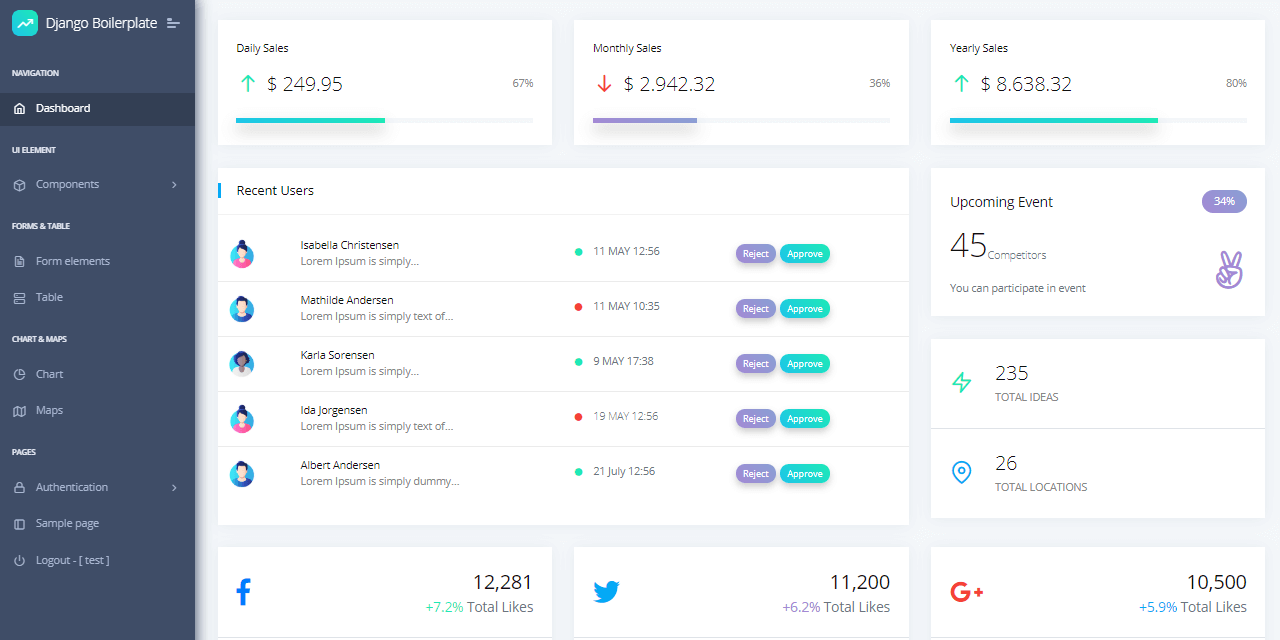 Django Boilerplate
NAVIGATION
Dashboard
UI ELEMENT
Components
FORMS & TABLE
Form elements
Table
CHART & MAPS
Chart
Maps
PAGES
Authentication
Sample page
Logout - [ test ]
Daily Sales
$ 249.95 67%
Monthly Sales
$ 2.942.32 36%
Yearly Sales
$ 8.638.32 80%
Recent Users
Isabella Christensen
Lorem Ipsum is simply...
11 MAY 12:56
Reject Approve
Mathilde Andersen
Lorem Ipsum is simply text of...
11 MAY 10:35
Reject Approve
Karla Sorensen
Lorem Ipsum is simply...
9 MAY 17:38
Reject Approve
Ida Jorgensen
Lorem Ipsum is simply text of...
19 MAY 12:56
Reject Approve
Albert Andersen
Lorem Ipsum is simply dummy...
21 July 12:56
Reject Approve
Upcoming Event 34%
45 Competitors
You can participate in event
235
TOTAL IDEAS
26
TOTAL LOCATIONS
12,281
+7.2% Total Likes
11,200
+6.2% Total Likes
10,500
+5.9% Total Likes